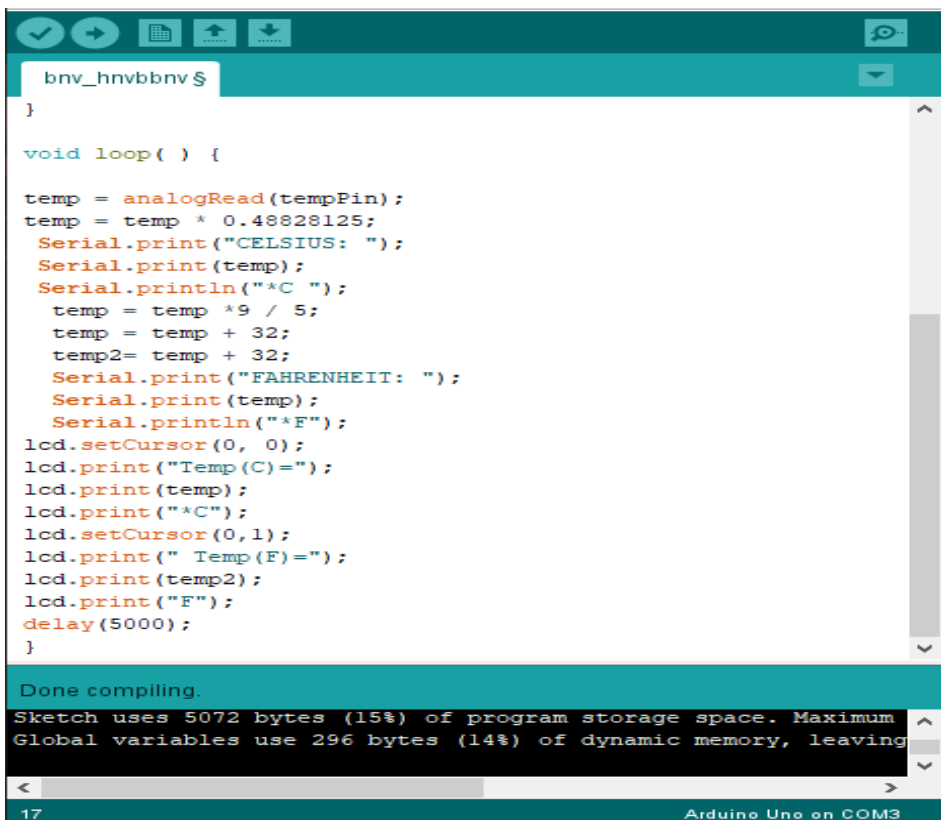 bnv_hnvbbnv §
}
void loop( ) {
temp = analogRead(tempPin);
temp = temp * 0.48828125;
Serial.print("CELSIUS: ");
Serial.print(temp);
Serial.println("*C ");
temp = temp *9 / 5;
temp = temp + 32;
temp2= temp + 32;
Serial.print("FAHRENHEIT: ");
Serial.print(temp);
Serial.println("*F");
lcd.setCursor(0, 0);
lcd.print("Temp(C)=");
lcd.print(temp);
lcd.print("*C");
lcd.setCursor(0,1);
lcd.print(" Temp(F)=");
lcd.print(temp2);
lcd.print("F");
delay(5000);
}
Done compiling.
Sketch uses 5072 bytes (15%) of program storage space. Maximum
Global variables use 296 bytes (14%) of dynamic memory, leaving
17 Arduino Uno on COM3